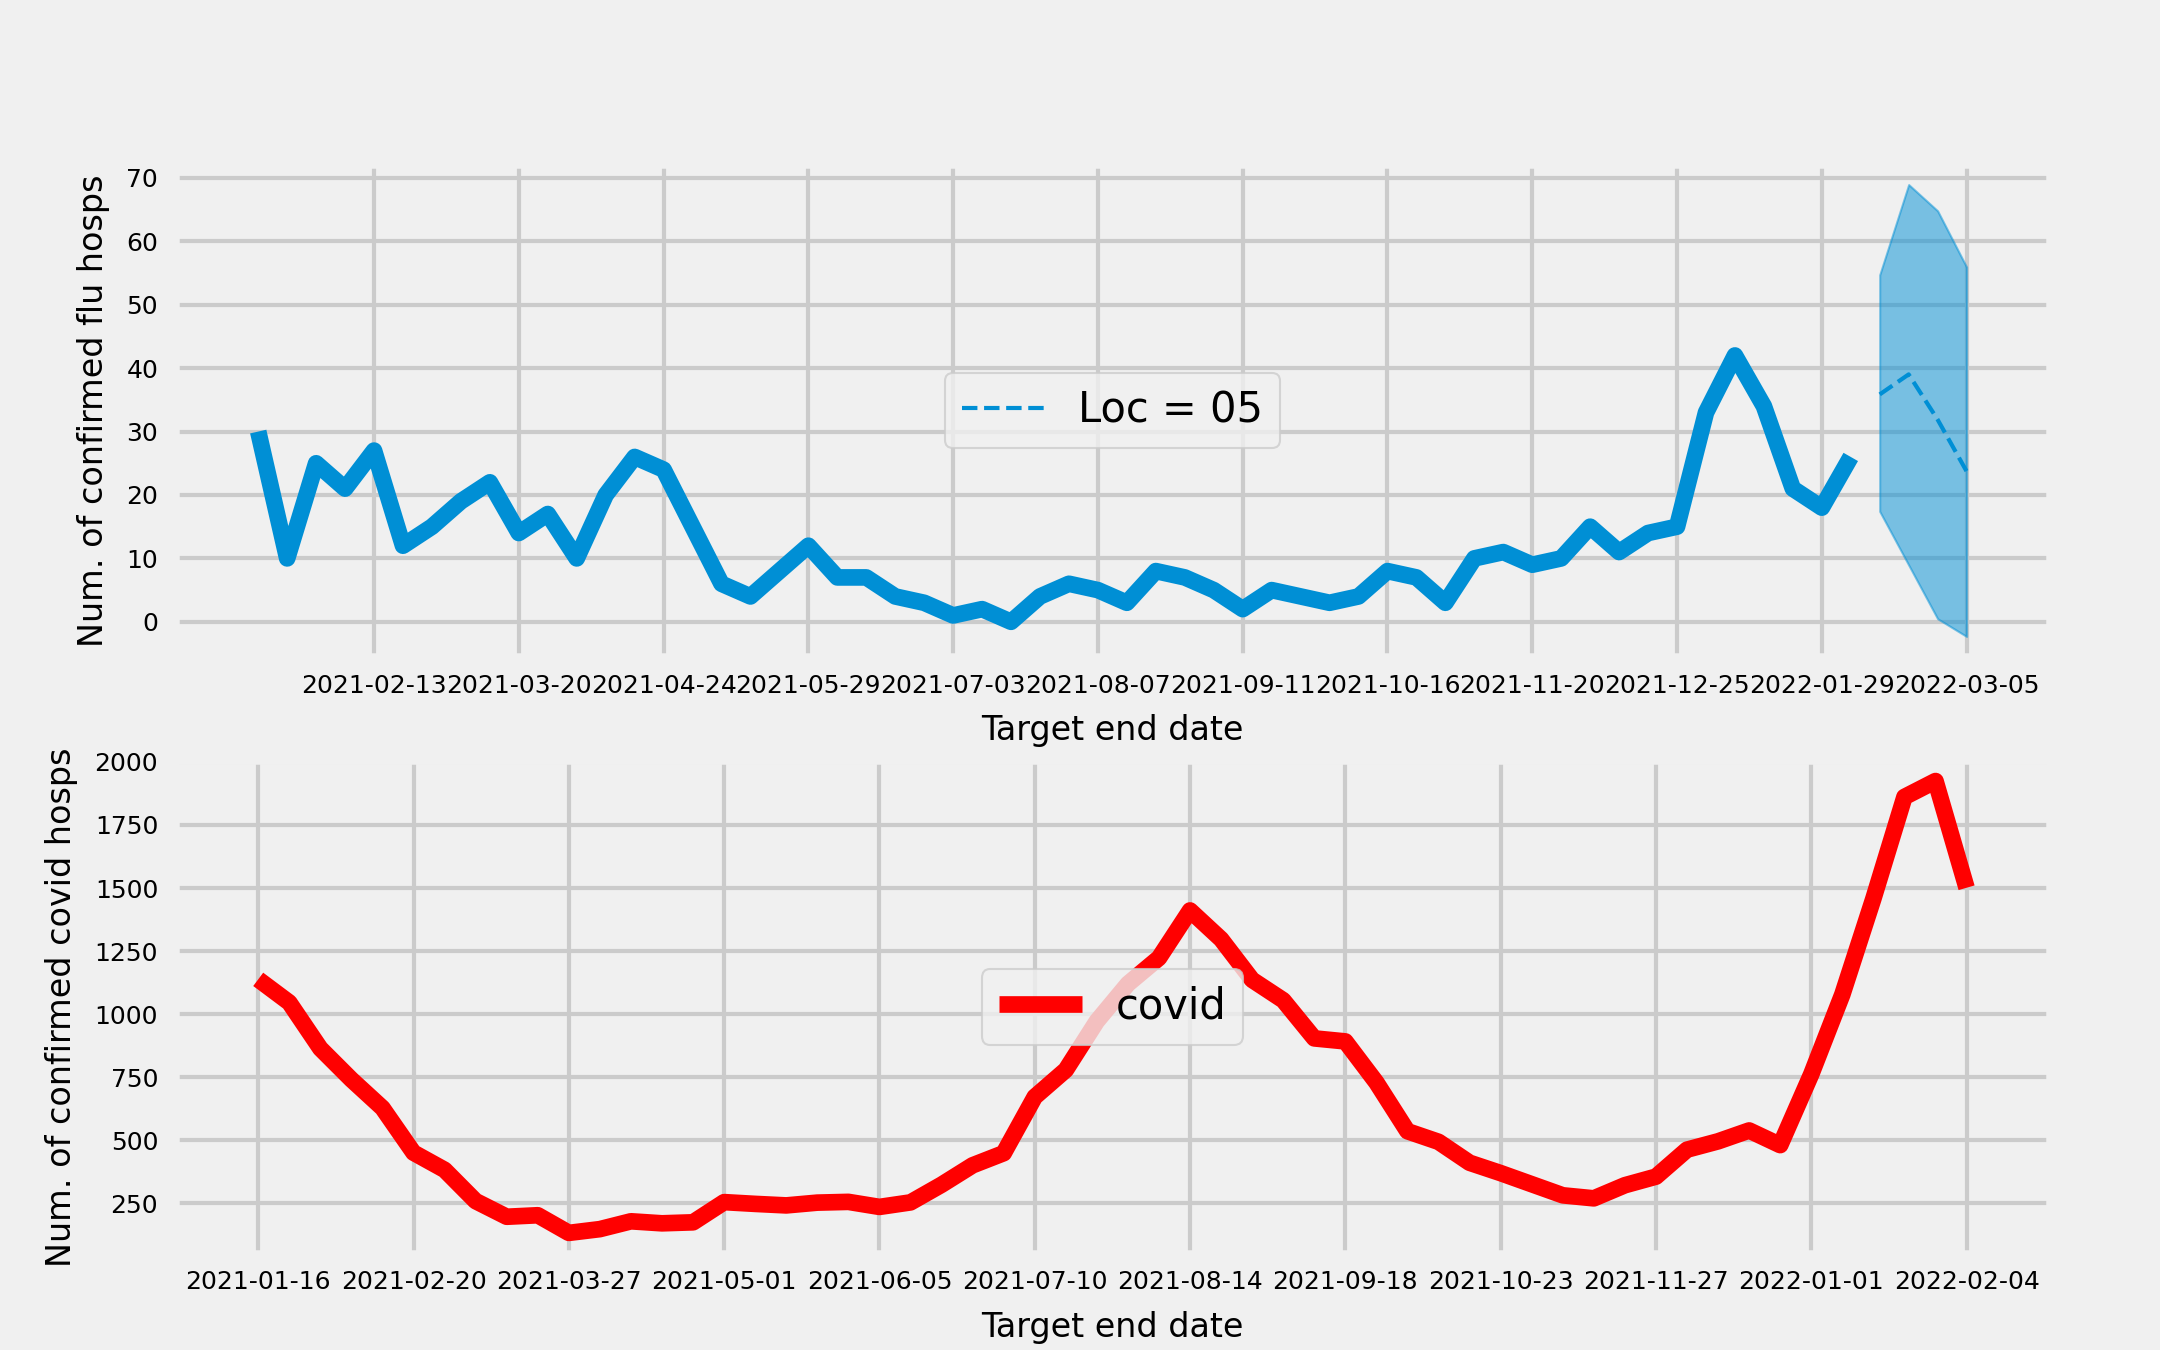 Num. of confirmed flu hosps
70
60
50
40
30
20
10
0
Loc = 05
2021-02-13 2021-03-20 2021-04-24 2021-05-29 2021-07-03 2021-08-07 2021-09-11 2021-10-16 2021-11-20 2021-12-25 2022-01-29 2022-03-05
Target end date
Num. of confirmed covid hosps
2000
1750
1500
1250
1000
750
500
250
covid
2021-01-16 2021-02-20 2021-03-27 2021-05-01 2021-06-05 2021-07-10 2021-08-14 2021-09-18 2021-10-23 2021-11-27 2022-01-01 2022-02-04
Target end date